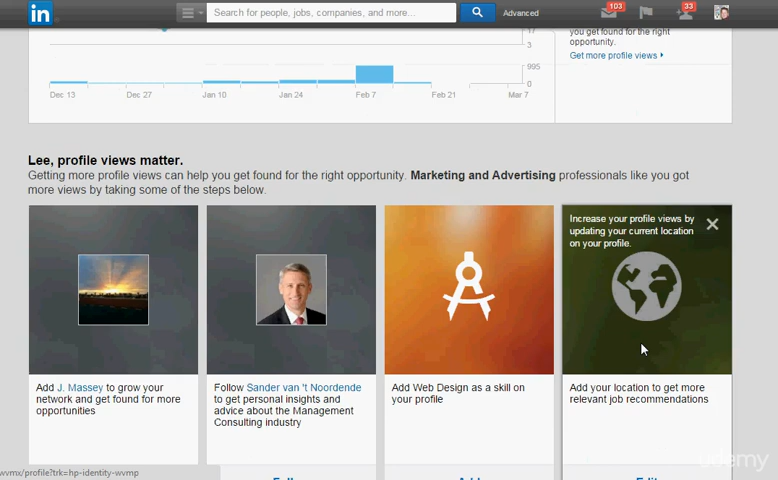 in
Search for people, jobs, companies, and more...
Advanced
103
33
17
3
you get found for the right
opportunity.
Get more profile views
995
Dec 13 Dec 27 Jan 10 Jan 24 Feb 7 Feb 21 Mar 7
Lee, profile views matter.
Getting more profile views can help you get found for the right opportunity. Marketing and Advertising professionals like you got
more views by taking some of the steps below.
Increase your profile views by
updating your current location
on your profile.
Add J. Massey to grow your
network and get found for more
opportunities
Follow Sander van 't Noordende
to get personal insights and
advice about the Management
Consulting industry
Add Web Design as a skill on
your profile
Add your location to get more
relevant job recommendations
wvmx/profile?trk=hp-identity-wvmp
udemy